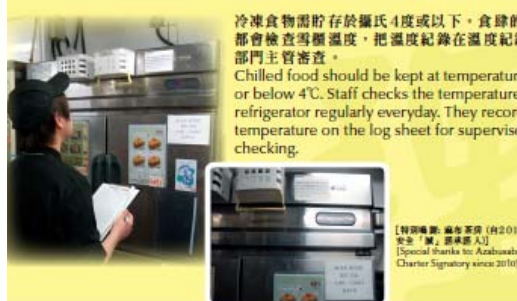 冷凍食物需貯存於攝氏4度或以下。食肆的
都會檢查雪櫃溫度,把溫度紀錄在溫度紀
部門主管審查。
Chilled food should be kept at temperatur
or below 4℃. Staff checks the temperature
refrigerator regularly everyday. They recor
temperature on the log sheet for supervis
checking.
[特別鳴謝: 麻布茶房 (自201
安全「誠」諾承諾人)]
[Special thanks to: Azabusab
Charter Signatory since 2010